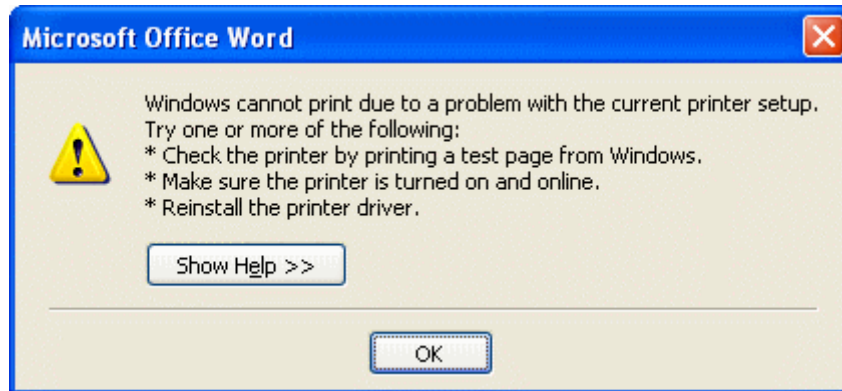 Microsoft Office Word
Windows cannot print due to a problem with the current printer setup.
Try one or more of the following:
* Check the printer by printing a test page from Windows.
* Make sure the printer is turned on and online.
* Reinstall the printer driver.
Show Help >>
OK